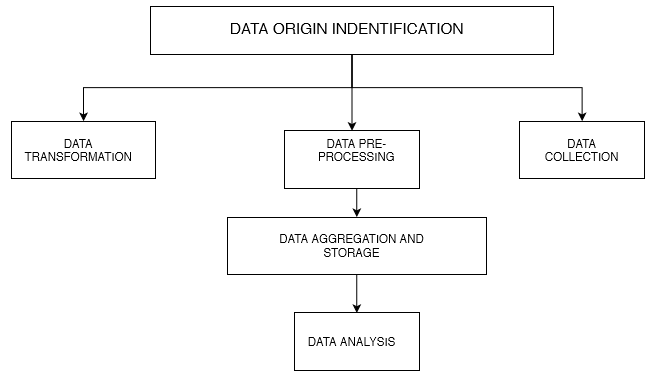 DATA ORIGIN INDENTIFICATION
DATA
TRANSFORMATION
DATA PRE-
PROCESSING
DATA
COLLECTION
DATA AGGREGATION AND
STORAGE
DATA ANALYSIS